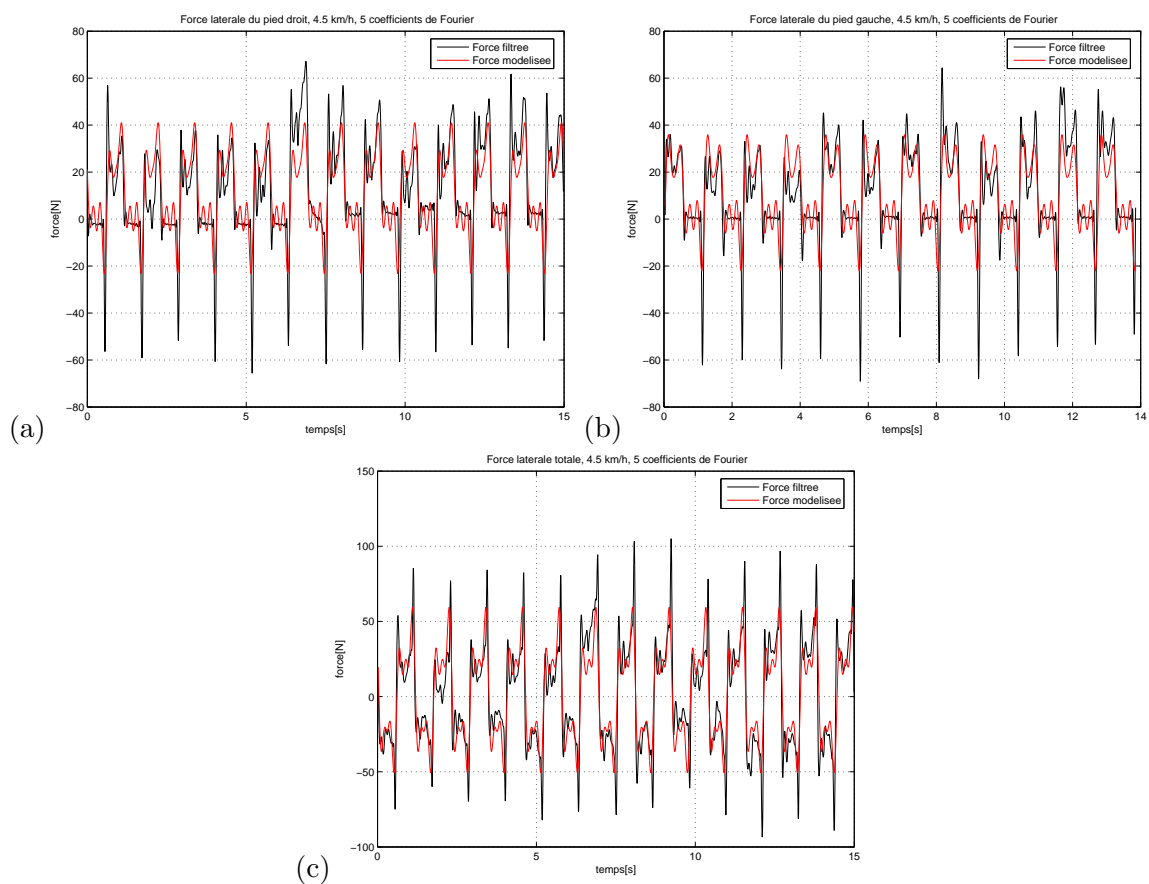 Force laterale du pied droit, 4.5 km/h, 5 coefficients de Fourier
80
60
40
20
0
−20
−40
−60
−80
force[N]
Force filtree
Force modelisee
0
5
10
15
temps[s]
(a)
Force laterale du pied gauche, 4.5 km/h, 5 coefficients de Fourier
80
60
40
20
0
−20
−40
−60
−80
force[N]
Force filtree
Force modelisee
0
2
4
6
8
10
12
14
temps[s]
(b)
Force laterale totale, 4.5 km/h, 5 coefficients de Fourier
150
100
50
0
−50
−100
force[N]
Force filtree
Force modelisee
0
5
10
15
temps[s]
(c)